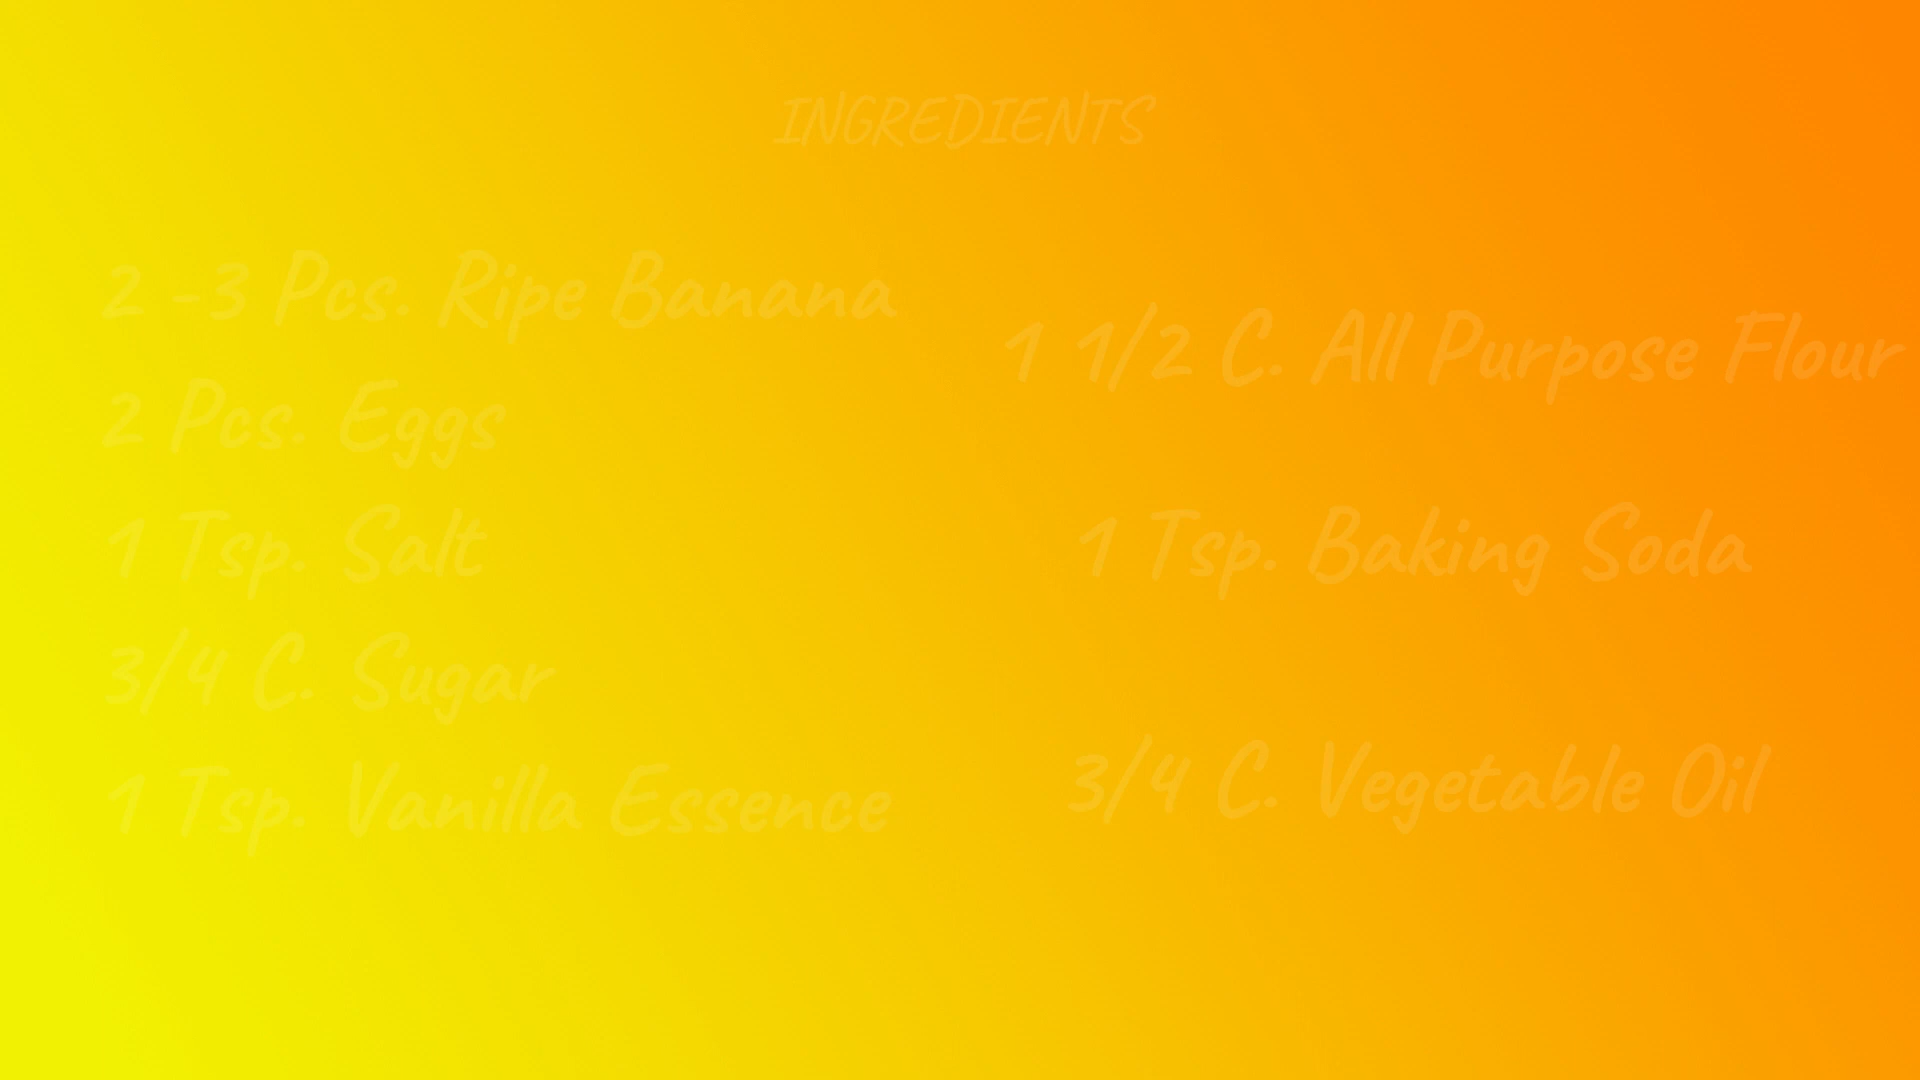 INGREDIENTS
2 -3 Pcs. Ripe Banana
2 Pcs. Eggs
1 Tsp. Salt
3/4 C. Sugar
1 Tsp. Vanilla Essence
1 1/2 C. All Purpose Flour
1 Tsp. Baking Soda
3/4 C. Vegetable Oil